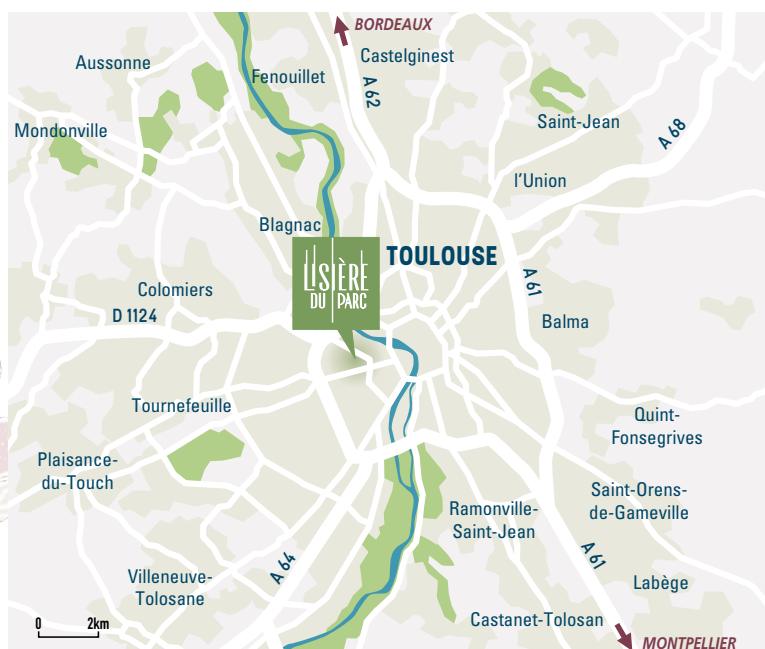 BORDEAUX
Castelginest
Aussonne
Fenouillet
A 62
Mondonville
Saint-Jean
A 68
l'Union
Blagnac
TOULOUSE
LISIÈRE
DU PARC
A 61
Colomiers
D 1124
Balma
Tournefeuille
Quint-
Fonsegrives
Plaisance-
du-Touch
Saint-Orens-
de-Gameville
Ramonville-
Saint-Jean
A 64
A 61
Villeneuve-
Tolosane
Labège
Castanet-Tolosan
0 2km
MONTPELLIER